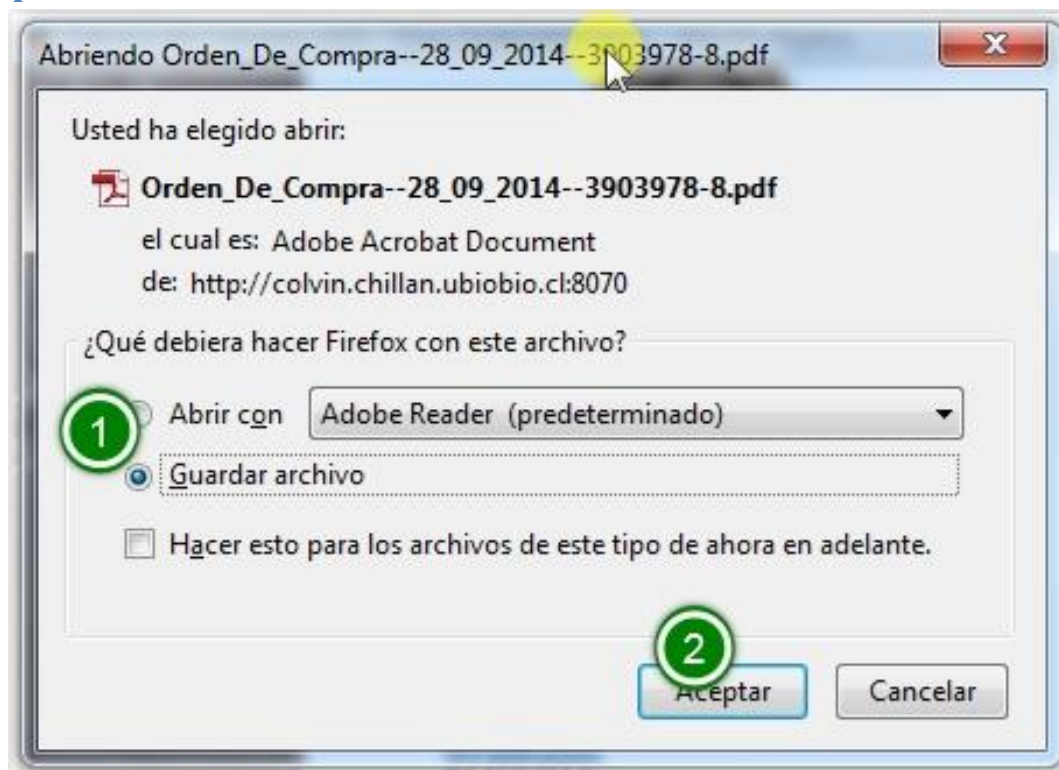 Abriendo Orden_De_Compra--28_09_2014--3903978-8.pdf
Usted ha elegido abrir:
Orden_De_Compra--28_09_2014--3903978-8.pdf
el cual es: Adobe Acrobat Document
de: http://colvin.chillan.ubiobio.cl:8070
¿Qué debiera hacer Firefox con este archivo?
1
Abrir con Adobe Reader (predeterminado)
Guardar archivo
Hacer esto para los archivos de este tipo de ahora en adelante.
2
Aceptar Cancelar